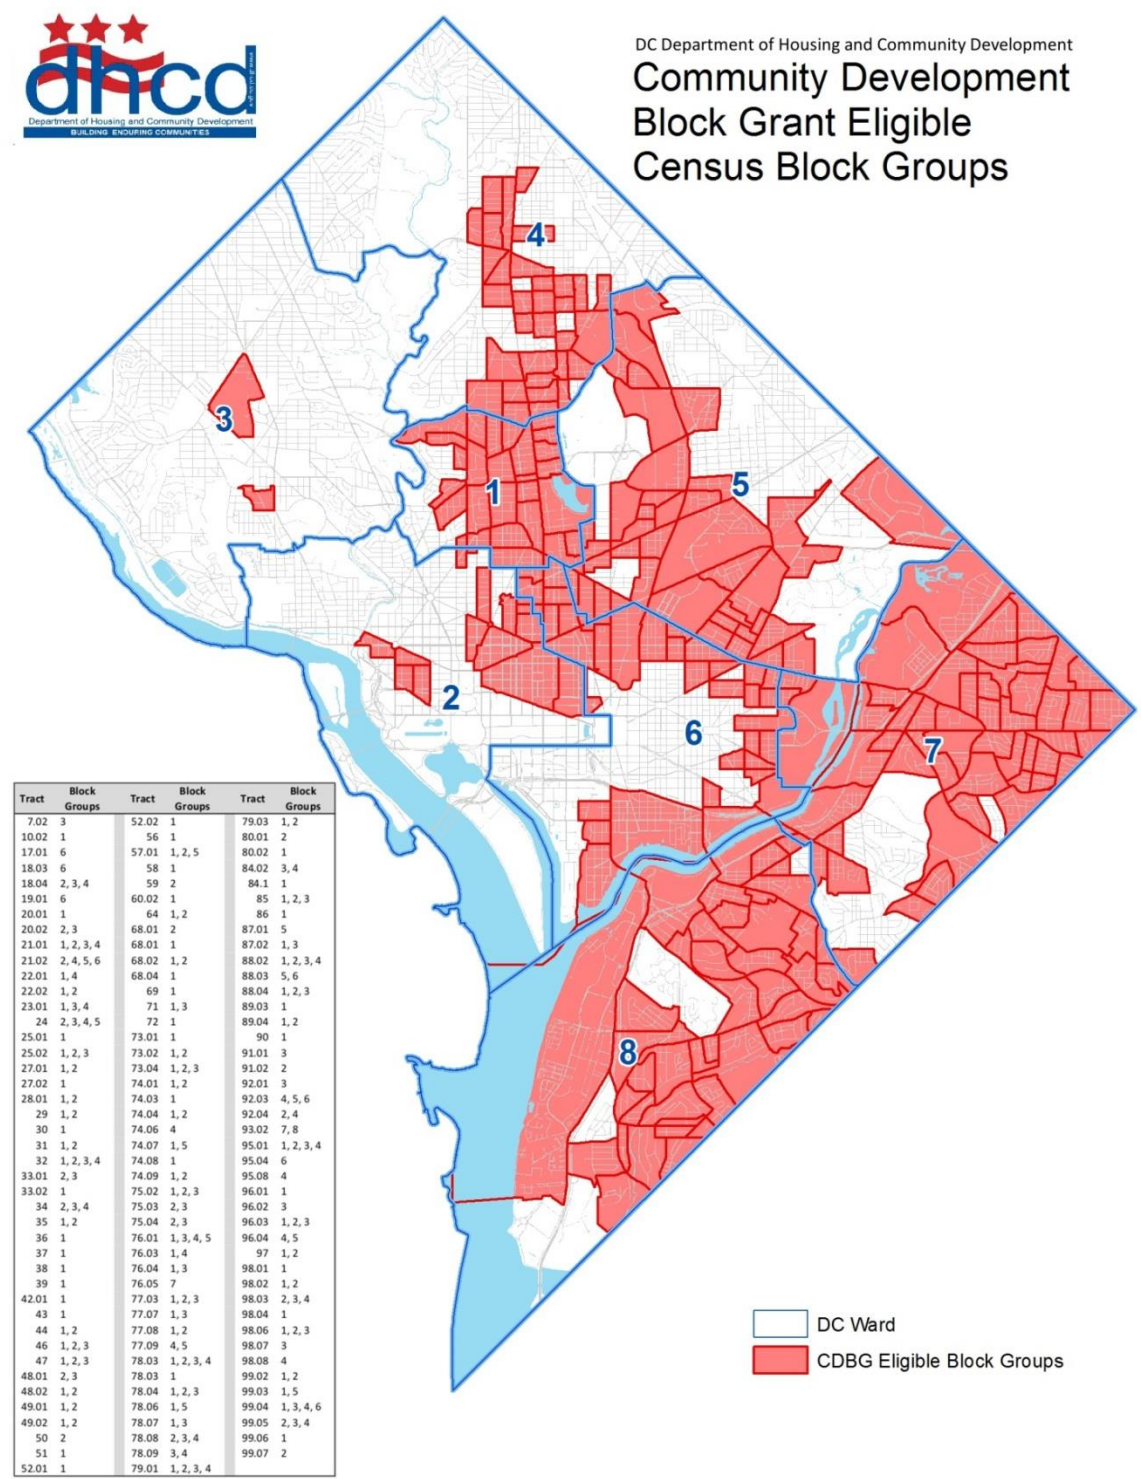 dhcd
Department of Housing and Community Development
BUILDING ENDURING COMMUNITIES
DC Department of Housing and Community Development
Community Development
Block Grant Eligible
Census Block Groups
4
3
1
5
2
6
7
8
Tract Block Groups Tract Block Groups Tract Block Groups
7.02 3 52.02 1 79.03 1, 2
10.02 1 56 1 80.01 2
17.01 6 57.01 1, 2, 5 80.02 1
18.03 6 58 1 84.02 3, 4
18.04 2, 3, 4 59 2 84.1 1
19.01 6 60.02 1 85 1, 2, 3
20.01 1 64 1, 2 86 1
20.02 2, 3 68.01 2 87.01 5
21.01 1, 2, 3, 4 68.01 1 87.02 1, 3
21.02 2, 4, 5, 6 68.02 1, 2 88.02 1, 2, 3, 4
22.01 1, 4 68.04 1 88.03 5, 6
22.02 1, 2 69 1 88.04 1, 2, 3
23.01 1, 3, 4 71 1, 3 89.03 1
24 2, 3, 4, 5 72 1 89.04 1, 2
25.01 1 73.01 1 90 1
25.02 1, 2, 3 73.02 1, 2 91.01 3
27.01 1, 2 73.04 1, 2, 3 91.02 2
27.02 1 74.01 1, 2 92.01 3
28.01 1, 2 74.03 1 92.03 4, 5, 6
29 1, 2 74.04 1, 2 92.04 2, 4
30 1 74.06 4 93.02 7, 8
31 1, 2 74.07 1, 5 95.01 1, 2, 3, 4
32 1, 2, 3, 4 74.08 1 95.04 6
33.01 2, 3 74.09 1, 2 95.08 4
33.02 1 75.02 1, 2, 3 96.01 1
34 2, 3, 4 75.03 2, 3 96.02 3
35 1, 2 75.04 2, 3 96.03 1, 2, 3
36 1 76.01 1, 3, 4, 5 96.04 4, 5
37 1 76.03 1, 4 97 1, 2
38 1 76.04 1, 3 98.01 1
39 1 76.05 7 98.02 1, 2
42.01 1 77.03 1, 2, 3 98.03 2, 3, 4
43 1 77.07 1, 3 98.04 1
44 1, 2 77.08 1, 2 98.06 1, 2, 3
46 1, 2, 3 77.09 4, 5 98.07 3
47 1, 2, 3 78.03 1, 2, 3, 4 98.08 4
48.01 2, 3 78.03 1 99.02 1, 2
48.02 1, 2 78.04 1, 2, 3 99.03 1, 5
49.01 1, 2 78.06 1, 5 99.04 1, 3, 4, 6
49.02 1, 2 78.07 1, 3 99.05 2, 3, 4
50 2 78.08 2, 3, 4 99.06 1
51 1 78.09 3, 4 99.07 2
52.01 1 79.01 1, 2, 3, 4
DC Ward
CDBG Eligible Block Groups